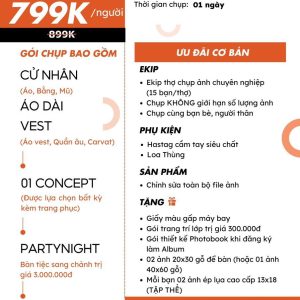 799K/người
899K
GÓI CHỤP BAO GỒM
CỬ NHÂN
(Áo, Bằng, Mũ)
ÁO DÀI
VEST
(Áo vest, Quần âu, Carvat)
01 CONCEPT
(Được lựa chọn bất kỳ
kèm trang phục)
PARTYNIGHT
Bàn tiệc sang chảnh trị
giá 3.000.000đ
Thời gian chụp: 01 ngày
ƯU ĐÃI CƠ BẢN
EKIP
Ekip thợ chụp ảnh chuyên nghiệp
(15 bạn/thợ)
Chụp KHÔNG giới hạn số lượng ảnh
Chụp cùng bạn bè, người thân
PHỤ KIỆN
Hastag cầm tay siêu chất
Loa Thùng
SẢN PHẨM
Chỉnh sửa toàn bộ file ảnh
TẶNG
Giấy màu gấp máy bay
Gói trang trí lớp trị giá 300.000đ
Gói thiết kế Photobook khi đăng ký
làm Album
02 ảnh 20x30 gỗ để bàn (hoặc 01 ảnh
40x60 gỗ)
Mỗi bạn 02 ảnh ép lụa cao cấp 13x18
(TẬP THỂ)